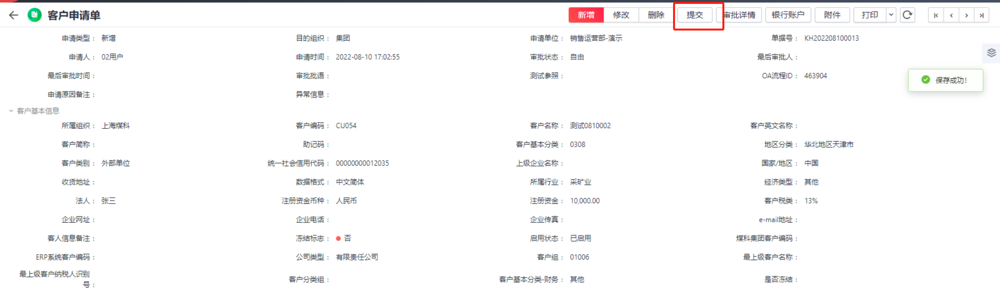 客户申请单 新增 修改 删除 提交 审批详情 银行账户 附件 打印
申请类型： 新增 目的组织： 集团 申请单位： 销售运营部-演示 单据号： KH202208100013
申请人： 02用户 申请时间： 2022-08-10 17:02:55 审批状态： 自由 最后审批人：
最后审批时间： 审批批语： 测试参照： OA流程ID： 463904
保存成功!
申请原因备注： 异常信息：
客户基本信息
所属组织： 上海煤科 客户编码： CU054 客户名称： 测试0810002 客户英文名称：
客户简称： 助记码： 客户基本分类： 0308 地区分类： 华北地区天津市
客户类别： 外部单位 统一社会信用代码： 00000000012035 上级企业名称： 国家/地区： 中国
收货地址： 数据格式： 中文简体 所属行业： 采矿业 经济类型： 其他
法人： 张三 注册资金币种： 人民币 注册资金： 10,000.00 客户税类： 13%
企业网址： 企业电话： 企业传真： e-mail地址：
客人信息备注： 冻结标志： 否 启用状态： 已启用 煤科集团客户编码：
ERP系统客户编码： 公司类型： 有限责任公司 客户组： 01006 最上级客户名称：
最上级客户纳税人识别
号： 客户分类组： 客户基本分类-财务： 其他 是否冻结：